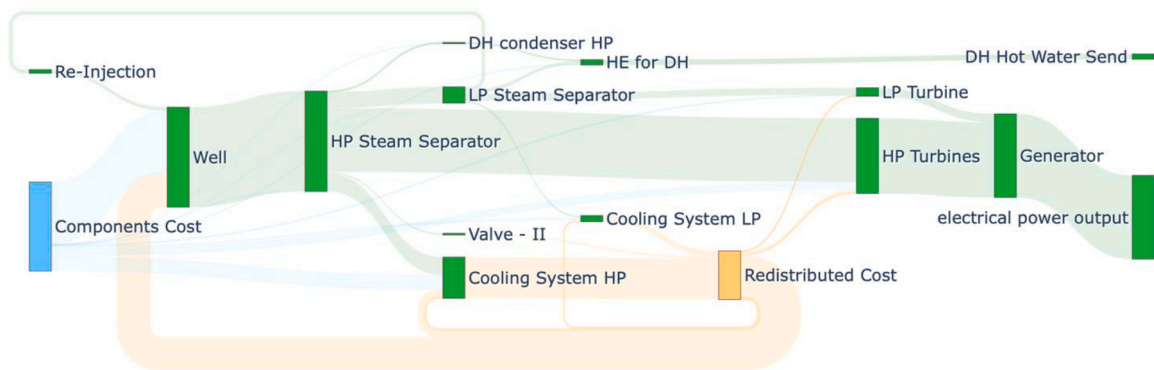 DH condenser HP
DH Hot Water Send
HE for DH
Re-Injection
LP Steam Separator
LP Turbine
HP Steam Separator
Well
HP Turbines
Generator
Components Cost
Cooling System LP
electrical power output
Valve - II
Cooling System HP
Redistributed Cost